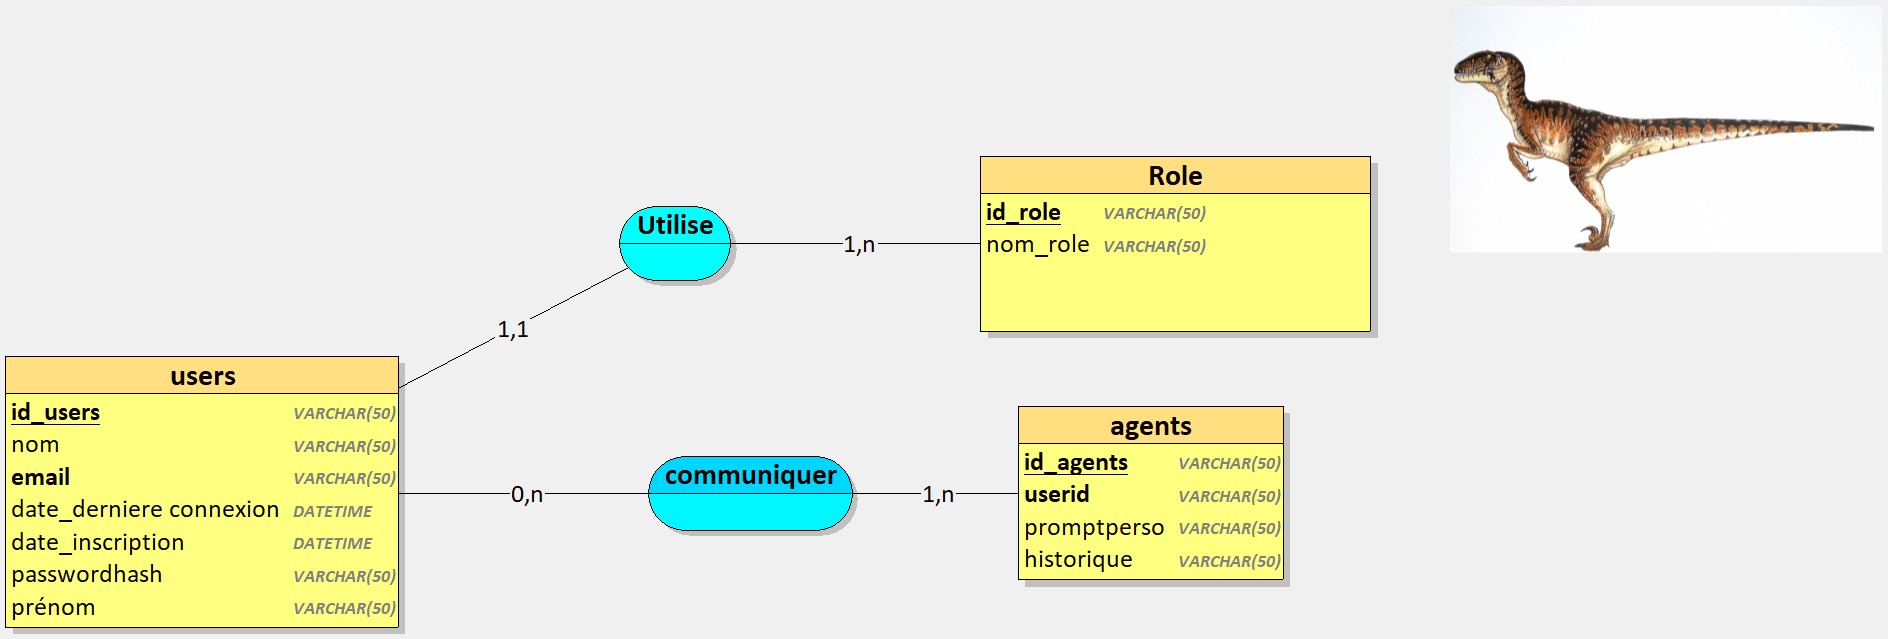 Utilise
1,n
1,1
Role
id_role VARCHAR(50)
nom_role VARCHAR(50)
users
id_users VARCHAR(50)
nom VARCHAR(50)
email VARCHAR(50)
date_derniere connexion DATETIME
date_inscription DATETIME
passwordhash VARCHAR(50)
prénom VARCHAR(50)
0,n
communiquer
1,n
agents
id_agents VARCHAR(50)
userid VARCHAR(50)
promptperso VARCHAR(50)
historique VARCHAR(50)